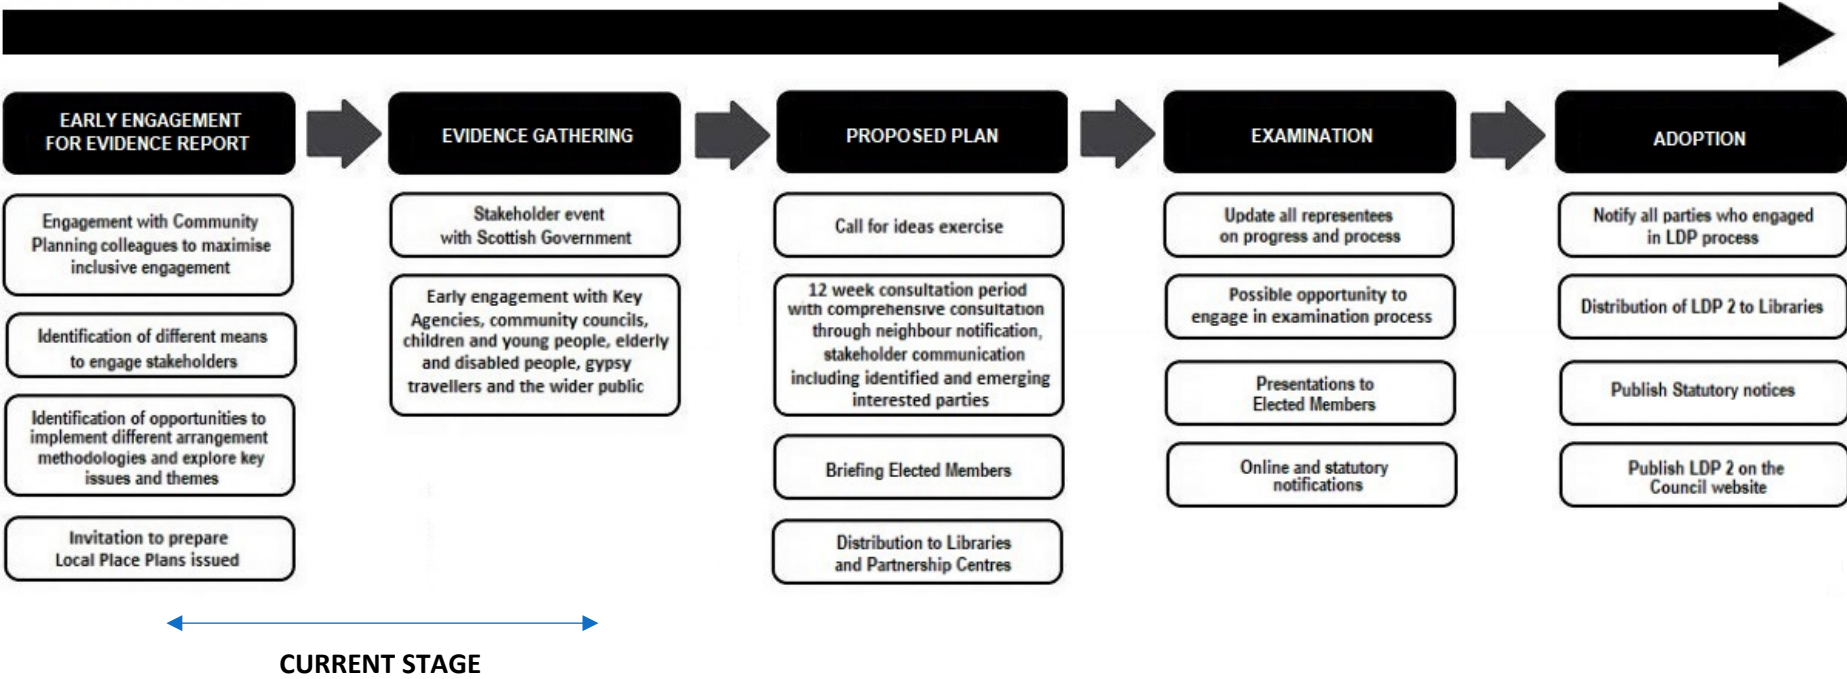 EARLY ENGAGEMENT
FOR EVIDENCE REPORT
Engagement with Community
Planning colleagues to maximise
inclusive engagement
Identification of different means
to engage stakeholders
Identification of opportunities to
implement different arrangement
methodologies and explore key
issues and themes
Invitation to prepare
Local Place Plans issued
EVIDENCE GATHERING
Stakeholder event
with Scottish Government
Early engagement with Key
Agencies, community councils,
children and young people, elderly
and disabled people, gypsy
travellers and the wider public
PROPOSED PLAN
Call for ideas exercise
12 week consultation period
with comprehensive consultation
through neighbour notification,
stakeholder communication
including identified and emerging
interested parties
Briefing Elected Members
Distribution to Libraries
and Partnership Centres
EXAMINATION
Update all representees
on progress and process
Possible opportunity to
engage in examination process
Presentations to
Elected Members
Online and statutory
notifications
ADOPTION
Notify all parties who engaged
in LDP process
Distribution of LDP 2 to Libraries
Publish Statutory notices
Publish LDP 2 on the
Council website
CURRENT STAGE